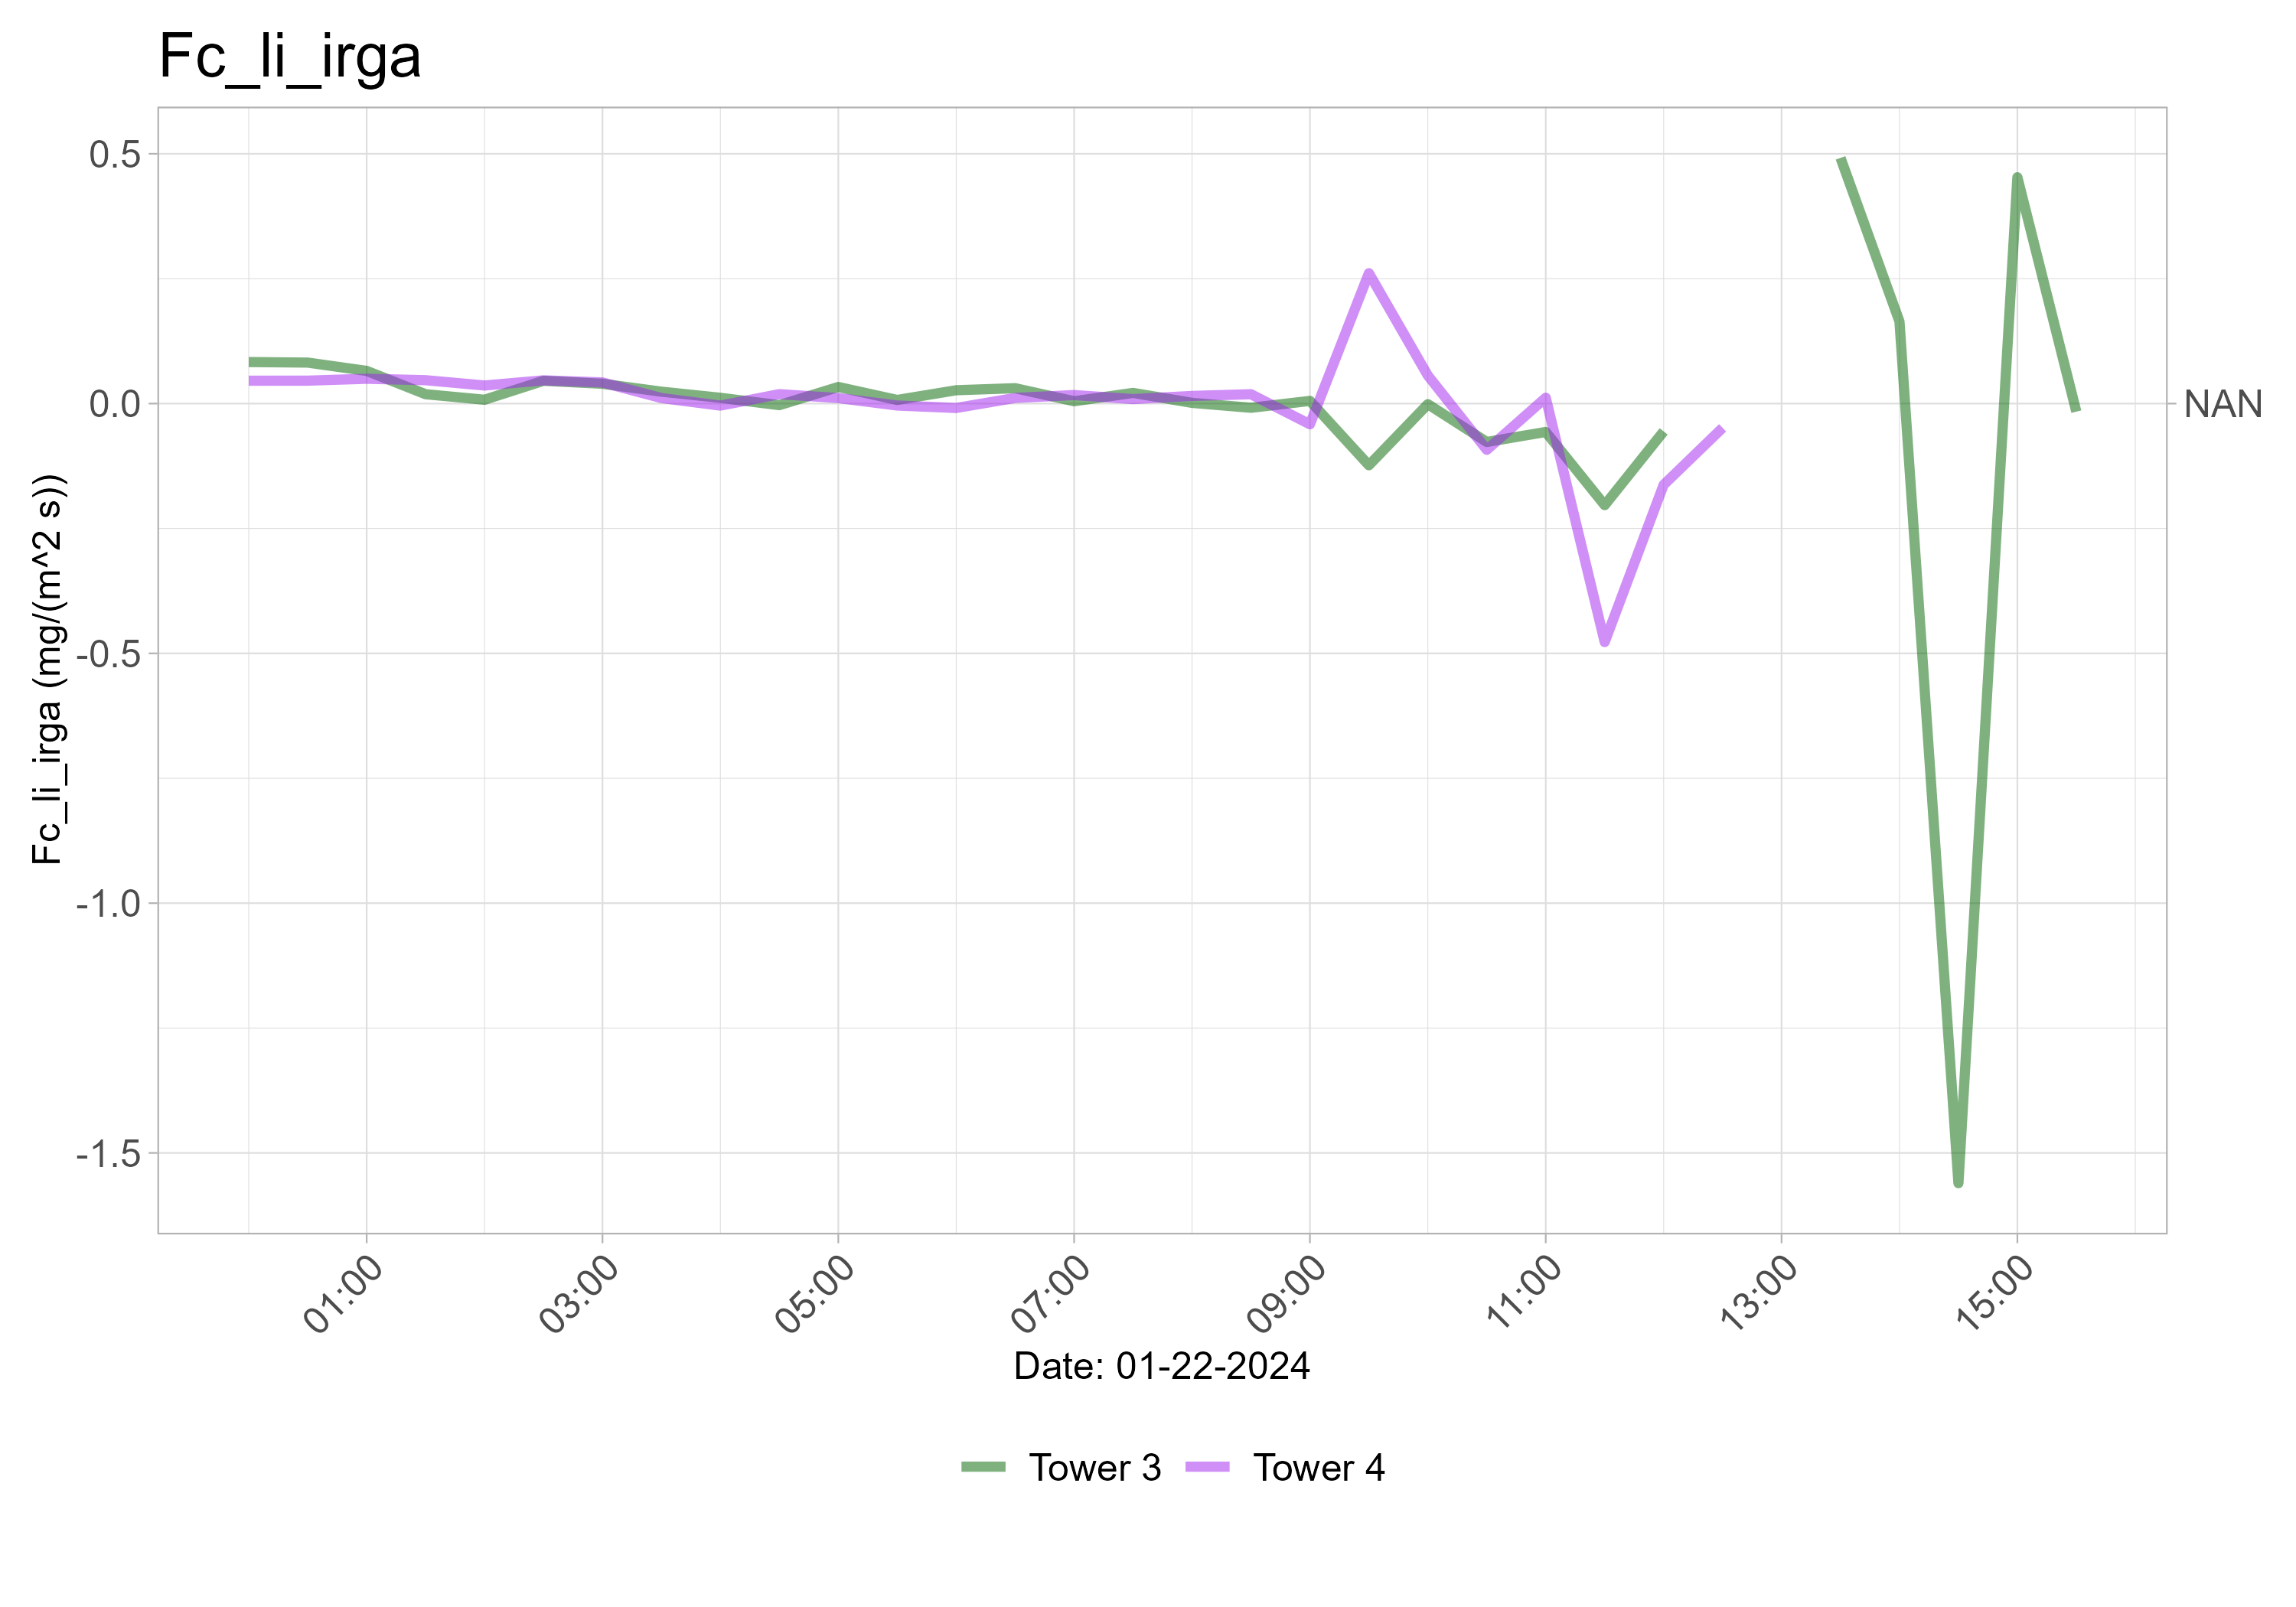 Fc_li_irga
Fc_li_irga (mg/(m^2 s))
0.5
0.0
-0.5
-1.0
-1.5
NAN
01:00 03:00 05:00 07:00 09:00 11:00 13:00 15:00
Date: 01-22-2024
Tower 3 Tower 4